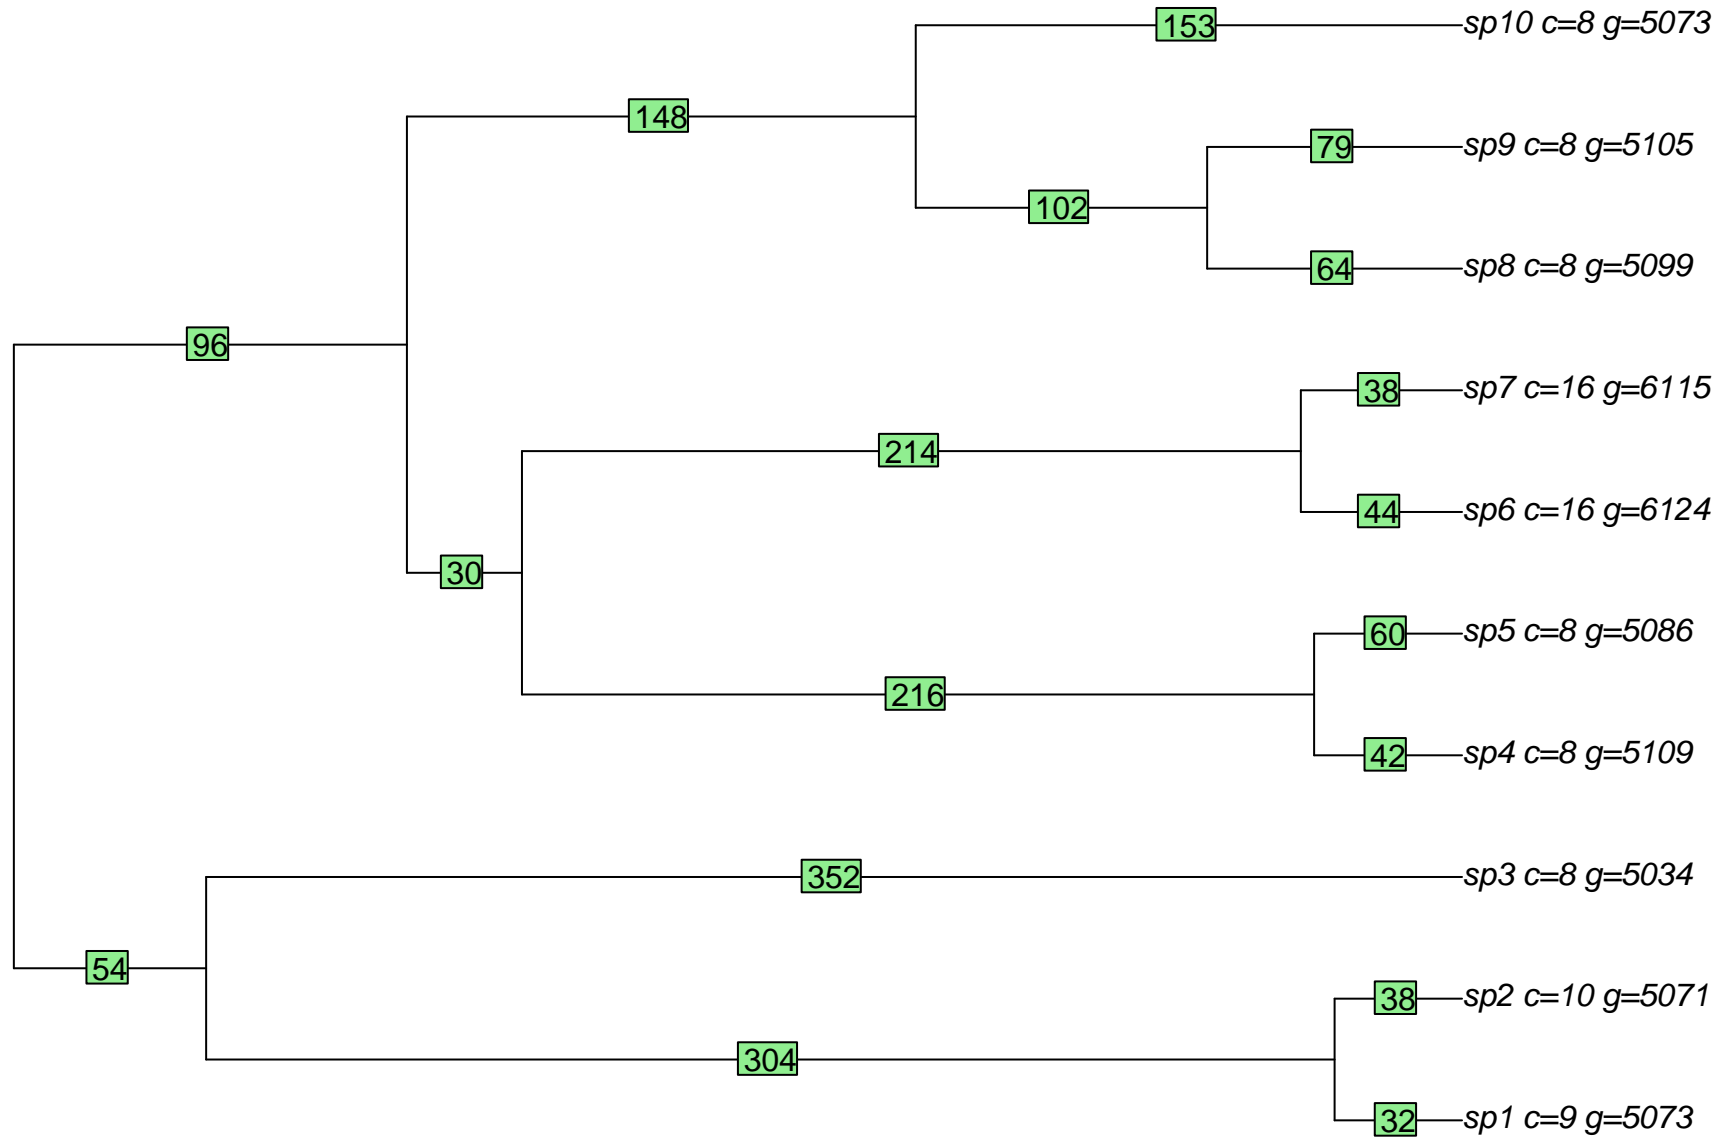 153 sp10 c=8 g=5073
148
79 sp9 c=8 g=5105
102
64 sp8 c=8 g=5099
96
38 sp7 c=16 g=6115
214
44 sp6 c=16 g=6124
30
60 sp5 c=8 g=5086
216
42 sp4 c=8 g=5109
352 sp3 c=8 g=5034
54
38 sp2 c=10 g=5071
304
32 sp1 c=9 g=5073